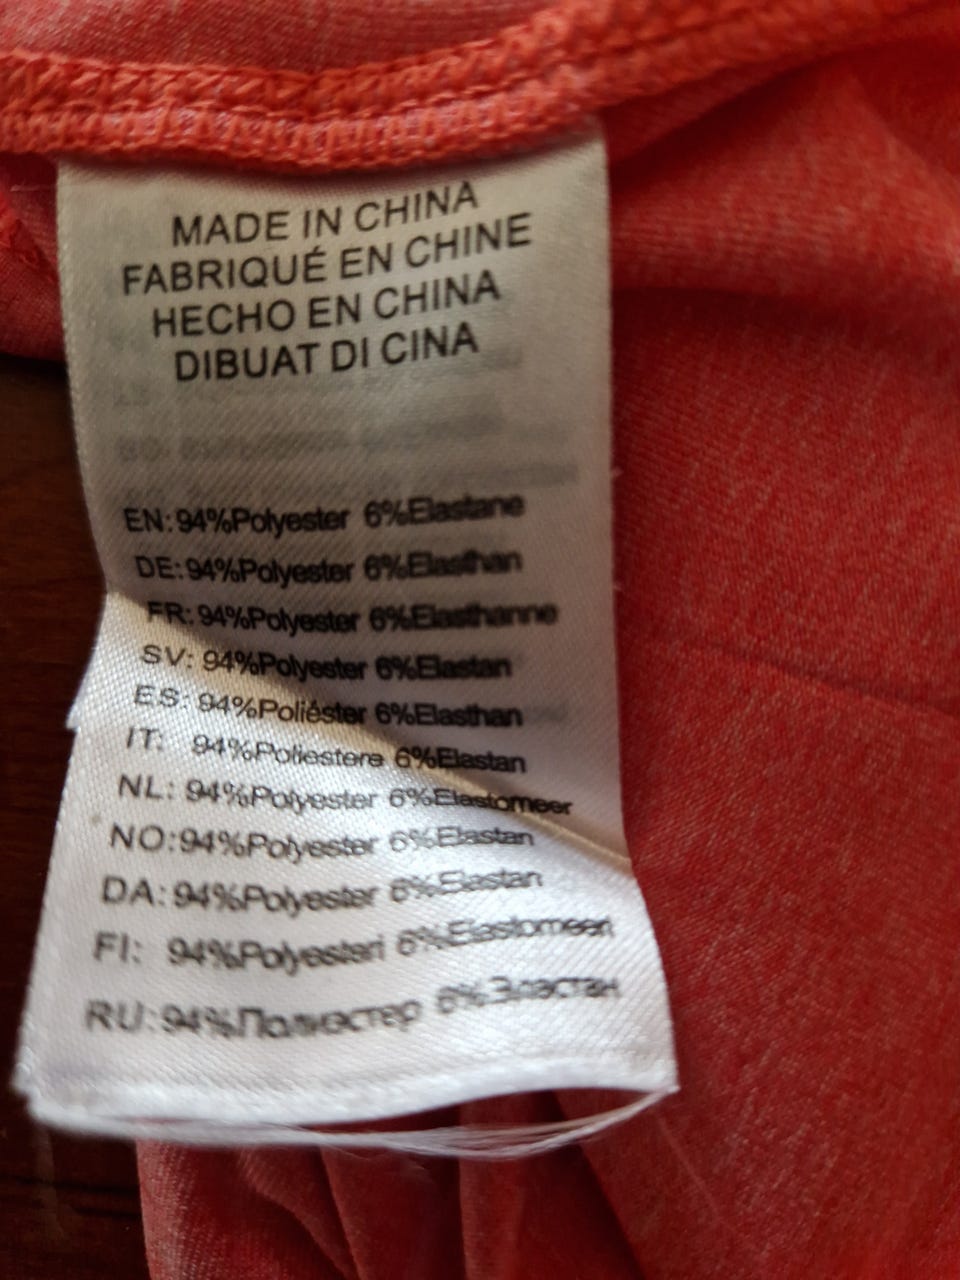 MADE IN CHINA
FABRIQUÉ EN CHINE
HECHO EN CHINA
DIBUAT DI CINA
EN: 94%Polyester 6%Elastane
DE: 94%Polyester 6%Elasthan
FR: 94%Polyester 6%Elasthanne
SV: 94%Polyester 6%Elastan
ES: 94%Poliéster 6%Elasthan
IT: 94%Poliestere 6%Elastan
NL: 94%Polyester 6%Elastomeer
NO: 94%Polyester 6%Elastan
DA: 94%Polyester 6%Elastan
FI: 94%Polyesteri 6%Elastomeeri
RU: 94%Полиэстер 6%Эластан